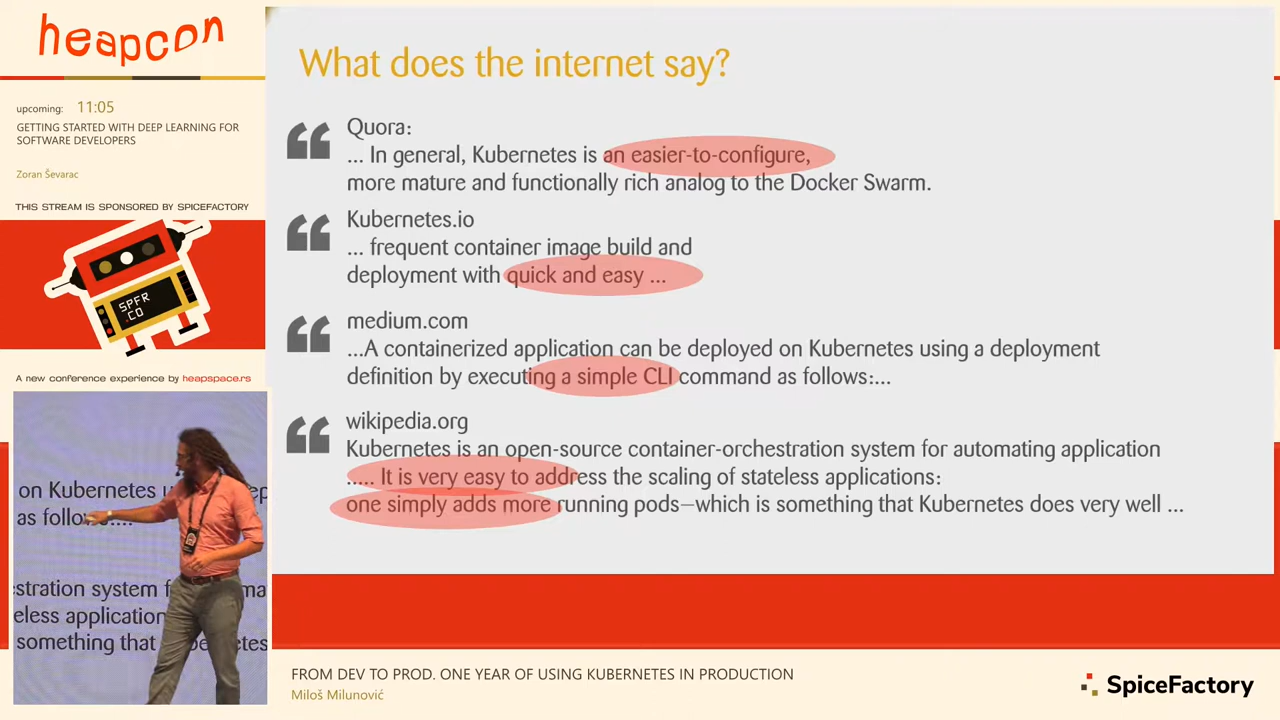 heapcon
upcoming: 11:05
GETTING STARTED WITH DEEP LEARNING FOR
SOFTWARE DEVELOPERS
Zoran Ševarac
THIS STREAM IS SPONSORED BY SPICEFACTORY
SPFR
.CO
A new conference experience by heapspace.rs
What does the internet say?
Quora:
... In general, Kubernetes is an easier-to-configure,
more mature and functionally rich analog to the Docker Swarm.
Kubernetes.io
... frequent container image build and
deployment with quick and easy ...
medium.com
...A containerized application can be deployed on Kubernetes using a deployment
definition by executing a simple CLI command as follows:...
wikipedia.org
Kubernetes is an open-source container-orchestration system for automating application
..... It is very easy to address the scaling of stateless applications:
one simply adds more running pods—which is something that Kubernetes does very well ...
on Kubernetes
as follow
estration system
eless application
something that
FROM DEV TO PROD. ONE YEAR OF USING KUBERNETES IN PRODUCTION
Miloš Milunović
SpiceFactory